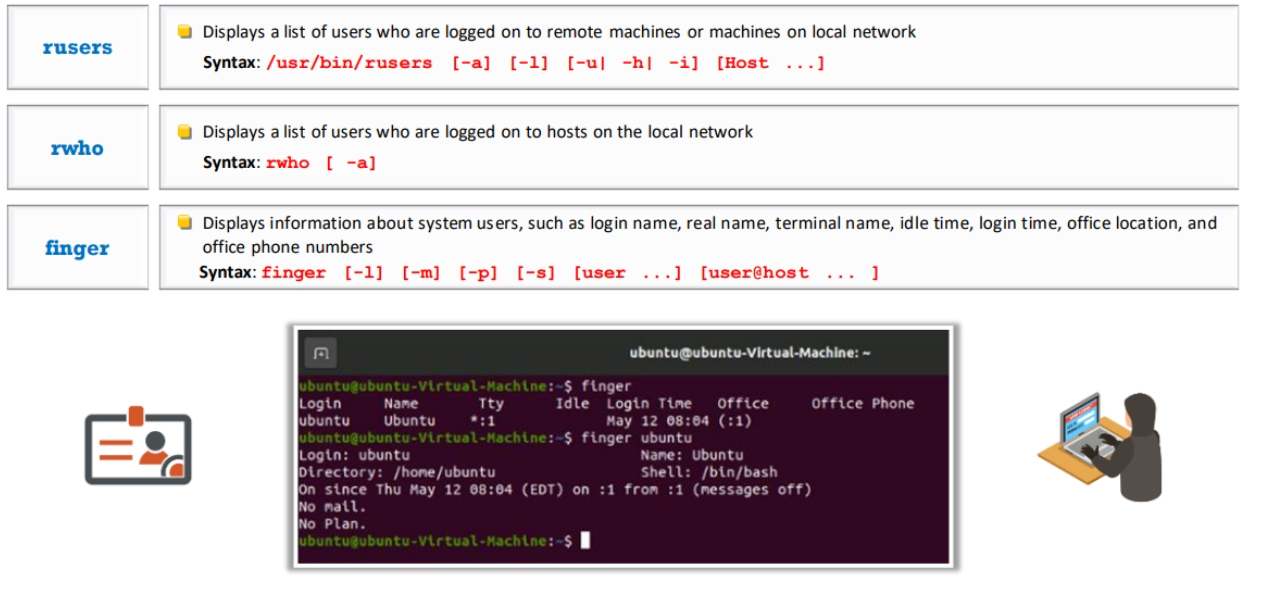 rusers
Displays a list of users who are logged on to remote machines or machines on local network
Syntax: /usr/bin/rusers [-a] [-l] [-u| -h| -i] [Host ...]
rwho
Displays a list of users who are logged on to hosts on the local network
Syntax: rwho [ -a]
finger
Displays information about system users, such as login name, real name, terminal name, idle time, login time, office location, and
office phone numbers
Syntax: finger [-l] [-m] [-p] [-s] [user ...] [user@host ... ]
ubuntu@ubuntu-Virtual-Machine: ~
ubuntu@ubuntu-Virtual-Machine:~$ finger
Login Name Tty Idle Login Time Office Office Phone
ubuntu Ubuntu *:1 May 12 08:04 (:1)
ubuntu@ubuntu-Virtual-Machine:~$ finger ubuntu
Login: ubuntu Name: Ubuntu
Directory: /home/ubuntu Shell: /bin/bash
On since Thu May 12 08:04 (EDT) on :1 from :1 (messages off)
No mail.
No Plan.
ubuntu@ubuntu-Virtual-Machine:~$